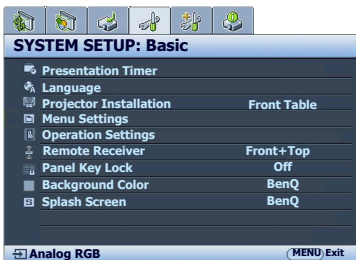 SYSTEM SETUP: Basic
Presentation Timer
Language
Projector Installation Front Table
Menu Settings
Operation Settings
Remote Receiver Front+Top
Panel Key Lock Off
Background Color BenQ
Splash Screen BenQ
Analog RGB MENU Exit